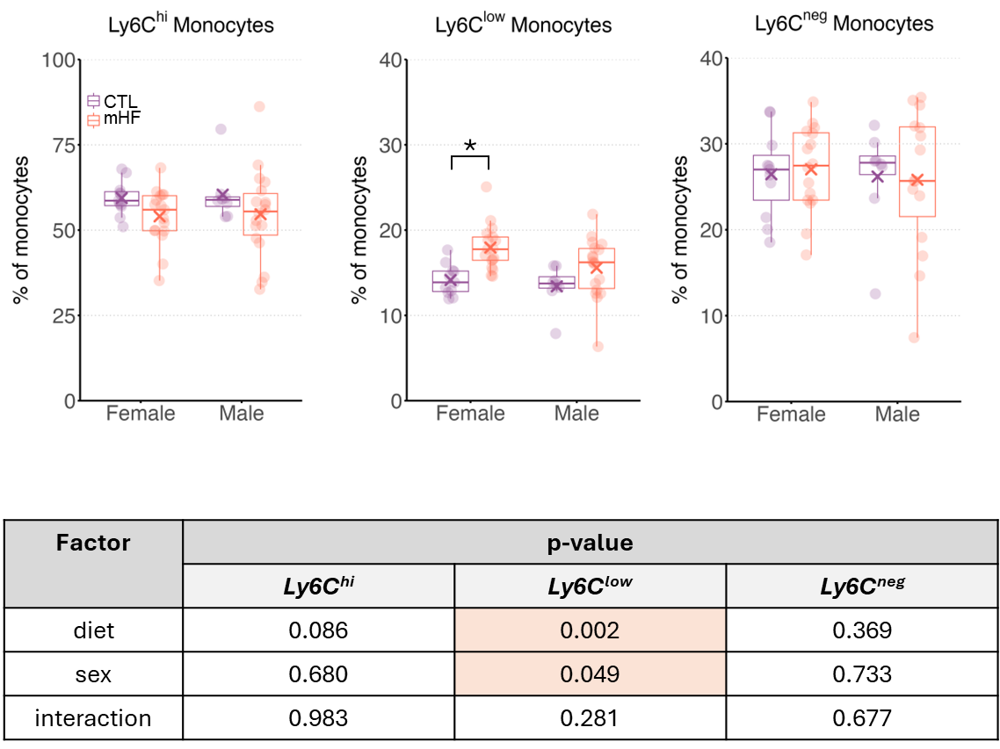 Ly6Chi Monocytes
% of monocytes
100
75
50
25
0
CTL
mHF
Female Male
Ly6Clow Monocytes
% of monocytes
40
30
20
10
0
*
Female Male
Ly6Cneg Monocytes
% of monocytes
40
30
20
10
0
Female Male
Factor p-value
Ly6Chi Ly6Clow Ly6Cneg
diet 0.086 0.002 0.369
sex 0.680 0.049 0.733
interaction 0.983 0.281 0.677